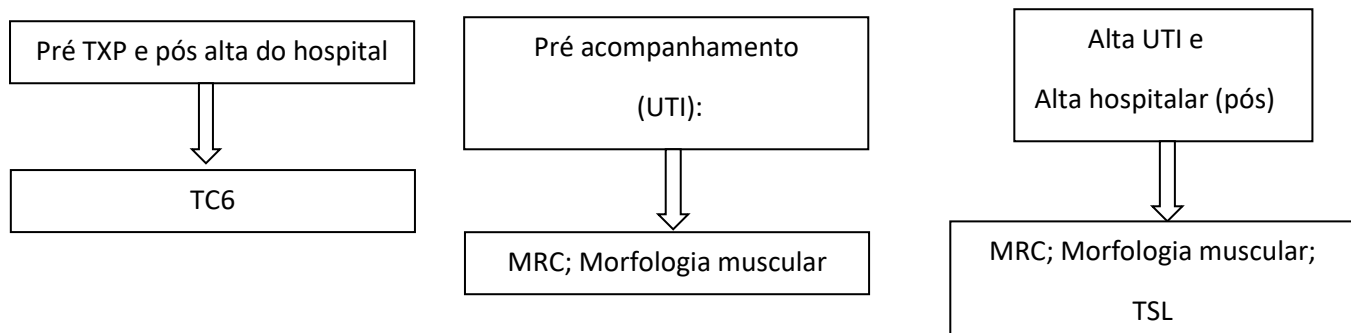 Pré TXP e pós alta do hospital
TC6
Pré acompanhamento
(UTI):
MRC; Morfologia muscular
Alta UTI e
Alta hospitalar (pós)
MRC; Morfologia muscular;
TSL